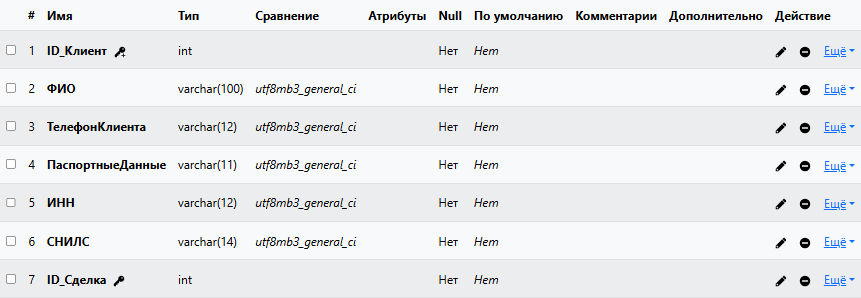 # Имя Тип Сравнение Атрибуты Null По умолчанию Комментарии Дополнительно Действие
1 ID_Клиент int Нет Нет Ещё
2 ФИО varchar(100) utf8mb3_general_ci Нет Нет Ещё
3 ТелефонКлиента varchar(12) utf8mb3_general_ci Нет Нет Ещё
4 ПаспортныеДанные varchar(11) utf8mb3_general_ci Нет Нет Ещё
5 ИНН varchar(12) utf8mb3_general_ci Нет Нет Ещё
6 СНИЛС varchar(14) utf8mb3_general_ci Нет Нет Ещё
7 ID_Сделка int Нет Нет Ещё